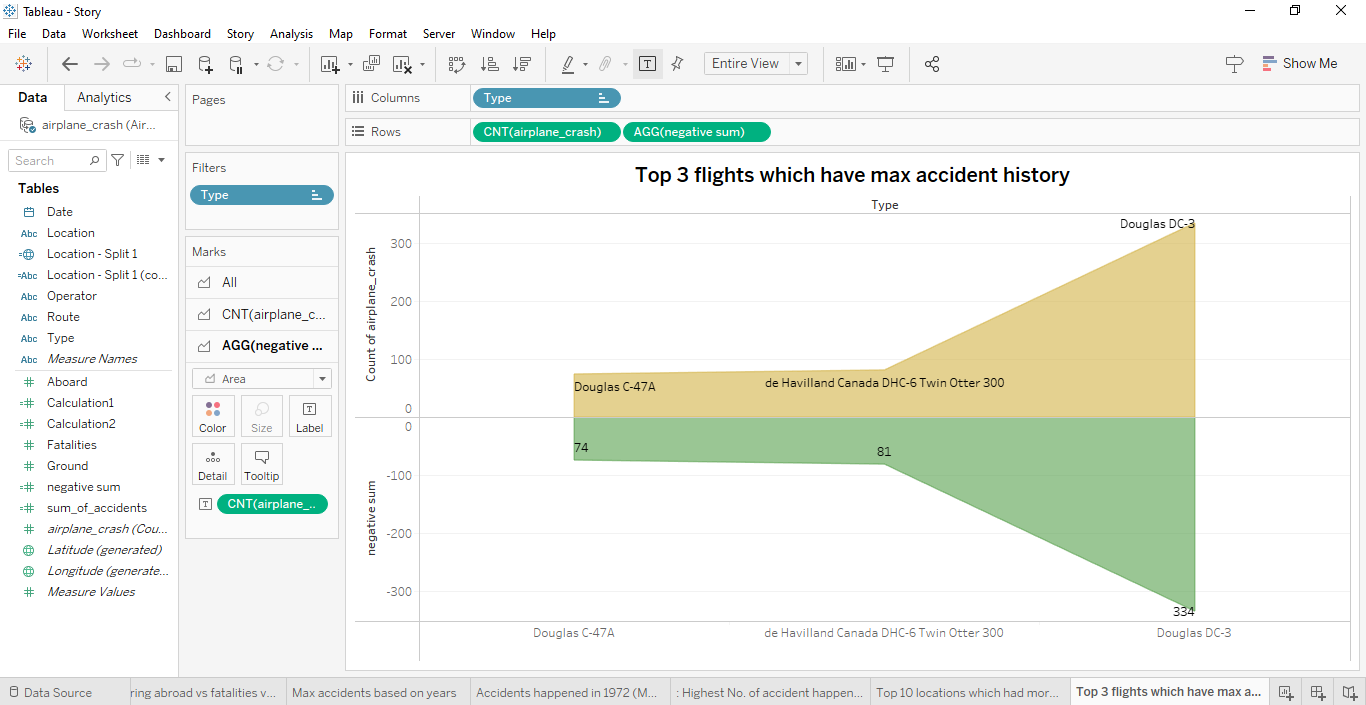 Tableau - Story
File Data Worksheet Dashboard Story Analysis Map Format Server Window Help
Entire View
Show Me
Data Analytics
airplane_crash (Air...
Search
Tables
Date
Abc Location
Location - Split 1
=Abc Location - Split 1 (co...
Abc Operator
Abc Route
Abc Type
Abc Measure Names
# Aboard
=# Calculation1
=# Calculation2
# Fatalities
# Ground
=# negative sum
=# sum_of_accidents
# airplane_crash (Cou...
Latitude (generated)
Longitude (generate...
# Measure Values
Pages
Filters
Type
Marks
All
CNT(airplane_c...
AGG(negative ...
Area
Color Size Label
Detail Tooltip
CNT(airplane_..
Columns Type
Rows CNT(airplane_crash) AGG(negative sum)
Top 3 flights which have max accident history
Type
Count of airplane_crash
300
200
100
0
Douglas DC-3
Douglas C-47A
de Havilland Canada DHC-6 Twin Otter 300
negative sum
0
-100
-200
-300
74
81
334
Douglas C-47A de Havilland Canada DHC-6 Twin Otter 300 Douglas DC-3
Data Source ring abroad vs fatalities v... Max accidents based on years Accidents happened in 1972 (M... : Highest No. of accident happen... Top 10 locations which had mor... Top 3 flights which have max a...